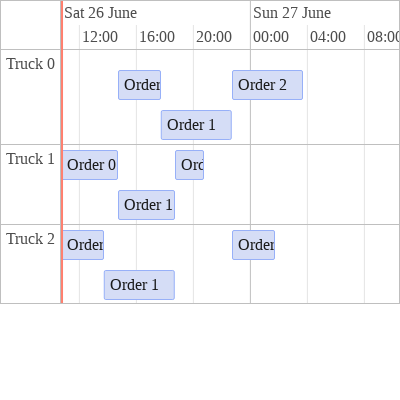 Sat 26 June
Sun 27 June
12:00
16:00
20:00
00:00
04:00
08:00
Truck 0
Order
Order 2
Order 1
Truck 1
Order 0
Ord
Order 1
Truck 2
Order
Order
Order 1